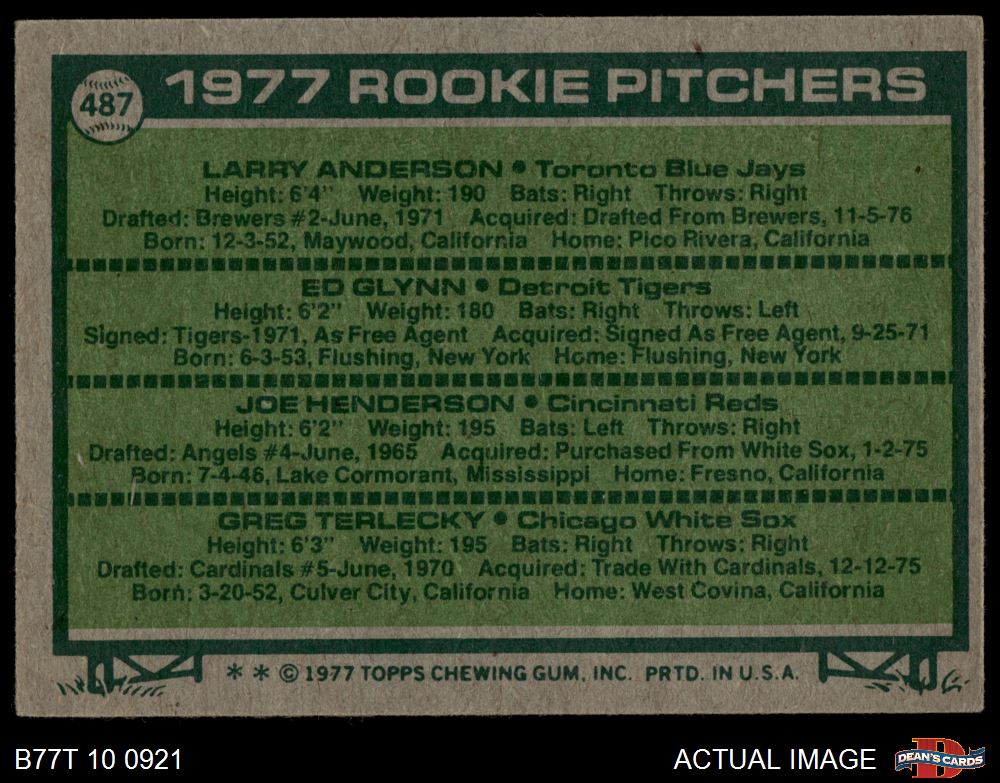 487
1977 ROOKIE PITCHERS
LARRY ANDERSON • Toronto Blue Jays
Height: 6'4" Weight: 190 Bats: Right Throws: Right
Drafted: Brewers #2-June, 1971 Acquired: Drafted From Brewers, 11-5-76
Born: 12-3-52, Maywood, California Home: Pico Rivera, California
ED GLYNN • Detroit Tigers
Height: 6'2" Weight: 180 Bats: Right Throws: Left
Signed: Tigers-1971, As Free Agent Acquired: Signed As Free Agent, 9-25-71
Born: 6-3-53, Flushing, New York Home: Flushing, New York
JOE HENDERSON • Cincinnati Reds
Height: 6'2" Weight: 195 Bats: Left Throws: Right
Drafted: Angels #4-June, 1965 Acquired: Purchased From White Sox, 1-2-75
Born: 7-4-46, Lake Cormorant, Mississippi Home: Fresno, California
GREG TERLECKY • Chicago White Sox
Height: 6'3" Weight: 195 Bats: Right Throws: Right
Drafted: Cardinals #5-June, 1970 Acquired: Trade With Cardinals, 12-12-75
Born: 3-20-52, Culver City, California Home: West Covina, California
* * © 1977 TOPPS CHEWING GUM, INC. PRTD. IN U.S.A.
B77T 10 0921 ACTUAL IMAGE
D
DEAN'S CARDS